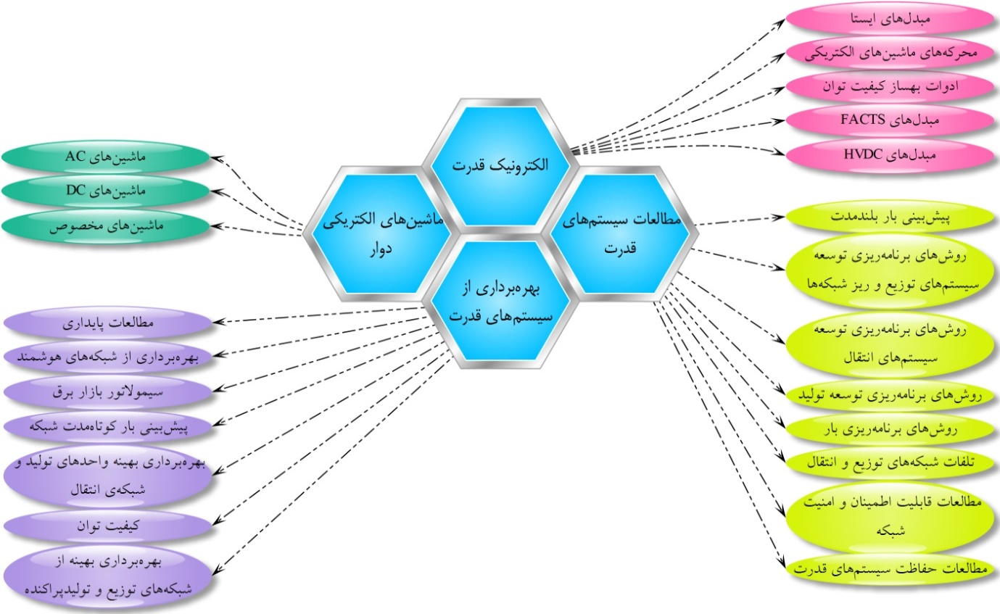 الکترونیک قدرت
مبدل‌های ایستا
محرکه‌های ماشین‌های الکتریکی
ادوات بهساز کیفیت توان
مبدل‌های FACTS
مبدل‌های HVDC
مطالعات سیستم‌های
قدرت
پیش‌بینی بار بلندمدت
روش‌های برنامه‌ریزی توسعه
سیستم‌های توزیع و ریز شبکه‌ها
روش‌های برنامه‌ریزی توسعه
سیستم‌های انتقال
روش‌های برنامه‌ریزی توسعه تولید
روش‌های برنامه‌ریزی بار
تلفات شبکه‌های توزیع و انتقال
مطالعات قابلیت اطمینان و امنیت
شبکه
مطالعات حفاظت سیستم‌های قدرت
ماشین‌های الکتریکی
دوار
ماشین‌های AC
ماشین‌های DC
ماشین‌های مخصوص
بهره‌برداری از
سیستم‌های قدرت
مطالعات پایداری
بهره‌برداری از شبکه‌های هوشمند
سیمولاتور بازار برق
پیش‌بینی بار کوتاه‌مدت شبکه
بهره‌برداری بهینه واحدهای تولید و
شبکه‌ی انتقال
کیفیت توان
بهره‌برداری بهینه از
شبکه‌های توزیع و تولیدپراکنده